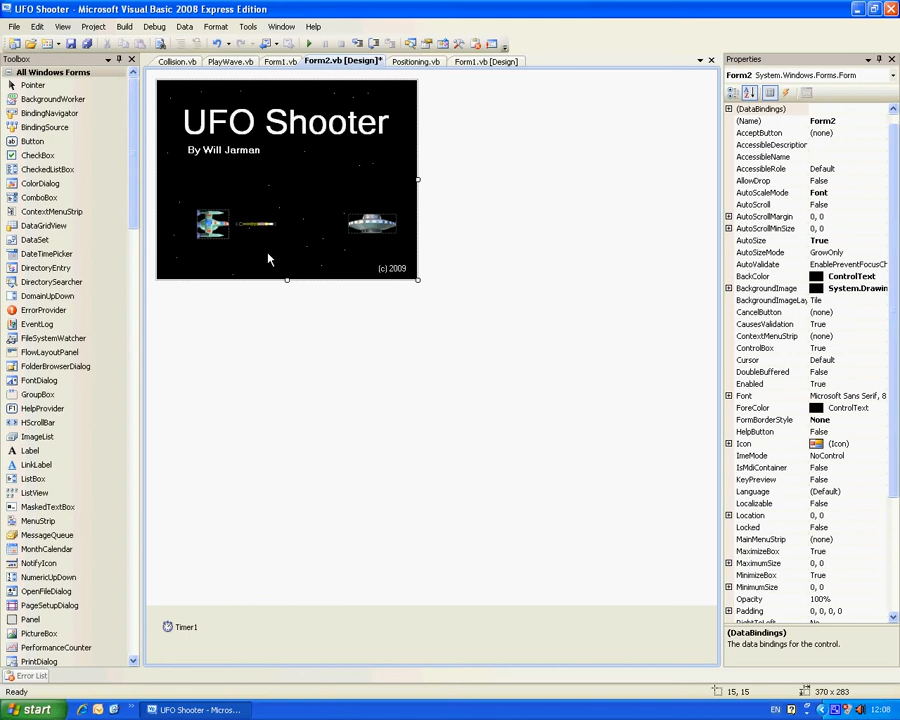 UFO Shooter - Microsoft Visual Basic 2008 Express Edition
File Edit View Project Build Debug Data Format Tools Window Help
Toolbox
Collision.vb PlayWave.vb Form1.vb Form2.vb [Design]* Positioning.vb Form1.vb [Design]
Properties
All Windows Forms
Pointer
BackgroundWorker
BindingNavigator
BindingSource
Button
CheckBox
CheckedListBox
ColorDialog
ComboBox
ContextMenuStrip
DataGridView
DataSet
DateTimePicker
DirectoryEntry
DirectorySearcher
DomainUpDown
ErrorProvider
EventLog
FileSystemWatcher
FlowLayoutPanel
FolderBrowserDialog
FontDialog
GroupBox
HelpProvider
HScrollBar
ImageList
Label
LinkLabel
ListBox
ListView
MaskedTextBox
MenuStrip
MessageQueue
MonthCalendar
NotifyIcon
NumericUpDown
OpenFileDialog
PageSetupDialog
Panel
PictureBox
PerformanceCounter
PrintDialog
UFO Shooter
By Will Jarman
(c) 2009
Timer1
Form2 System.Windows.Forms.Form
(DataBindings)
(Name) Form2
AcceptButton (none)
AccessibleDescription
AccessibleName
AccessibleRole Default
AllowDrop False
AutoScaleMode Font
AutoScroll False
AutoScrollMargin 0, 0
AutoScrollMinSize 0, 0
AutoSize True
AutoSizeMode GrowOnly
AutoValidate EnablePreventFocusCh
BackColor ControlText
BackgroundImage System.Drawin
BackgroundImageLay Tile
CancelButton (none)
CausesValidation True
ContextMenuStrip (none)
ControlBox True
Cursor Default
DoubleBuffered False
Enabled True
Font Microsoft Sans Serif, 8
ForeColor ControlText
FormBorderStyle None
HelpButton False
Icon (Icon)
ImeMode NoControl
IsMdiContainer False
KeyPreview False
Language (Default)
Localizable False
Location 0, 0
Locked False
MainMenuStrip (none)
MaximizeBox True
MaximumSize 0, 0
MinimizeBox True
MinimumSize 0, 0
Opacity 100%
Padding 0, 0, 0, 0
(DataBindings)
The data bindings for the control.
Error List
Ready 15, 15 370 x 283
start UFO Shooter - Micros... EN 12:08